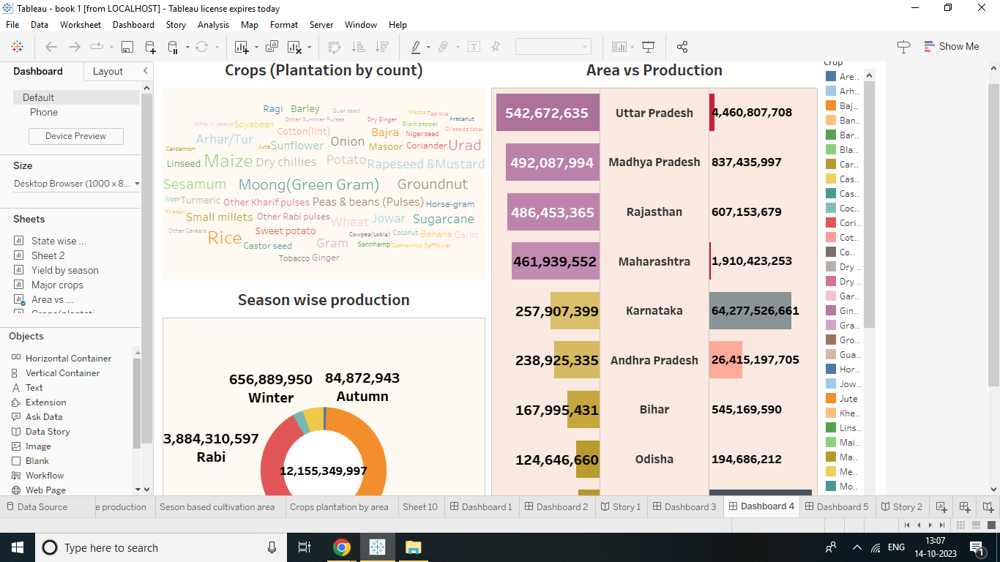 Tableau - book 1 [from LOCALHOST] - Tableau license expires today
File Data Worksheet Dashboard Story Analysis Map Format Server Window Help
Show Me
Dashboard
Layout
Default
Phone
Device Preview
Size
Desktop Browser (1000 x 8...
Sheets
State wise ...
Sheet 2
Yield by season
Major crops
Area vs ...
Objects
Horizontal Container
Vertical Container
Text
Extension
Ask Data
Data Story
Image
Blank
Workflow
Web Page
Crops (Plantation by count)
Ragi Barley Guar seed Mesta Tapioca
other oilseeds Soyabean Other Summer Pulses Dry Ginger Black pepper Arecanut
Arhar/Tur Cotton(lint) Onion Bajra Niger seed Oilseeds total
Cardamom Jute Sunflower Masoor Coriander Urad
Linseed Maize Dry chillies Potato Rapeseed &Mustard
Sesamum Moong(Green Gram) Groundnut
Moth Turmeric Other Kharif pulses Peas & beans (Pulses) Horse-gram
Khesari Small millets Other Rabi pulses Wheat Jowar Sugarcane
Other Cereals Rice Sweet potato Cowpea(Lobia) Coconut Banana Garlic
Castor seed Gram Sannhamp Cashewnut Safflower
Tobacco Ginger
Season wise production
656,889,950
Winter
84,872,943
Autumn
3,884,310,597
Rabi
12,155,349,997
Area vs Production
542,672,635 Uttar Pradesh 4,460,807,708
492,087,994 Madhya Pradesh 837,435,997
486,453,365 Rajasthan 607,153,679
461,939,552 Maharashtra 1,910,423,253
257,907,399 Karnataka 64,277,526,661
238,925,335 Andhra Pradesh 26,415,197,705
167,995,431 Bihar 545,169,590
124,646,660 Odisha 194,686,212
Crop
Are..
Arh..
Baj..
Ban..
Bar..
Bla..
Car..
Cas..
Cas..
Coc..
Cori..
Cot..
Co..
Dry ..
Dry ..
Gar..
Gin..
Gra..
Gro..
Gua..
Hor..
Jow..
Jute
Khe..
Lins..
Mai..
Ma..
Me..
Mo..
Data Source
e production
Seson based cultivation area
Crops plantation by area
Sheet 10
Dashboard 1
Dashboard 2
Story 1
Dashboard 3
Dashboard 4
Dashboard 5
Story 2
Type here to search
ENG
13:07
14-10-2023
1